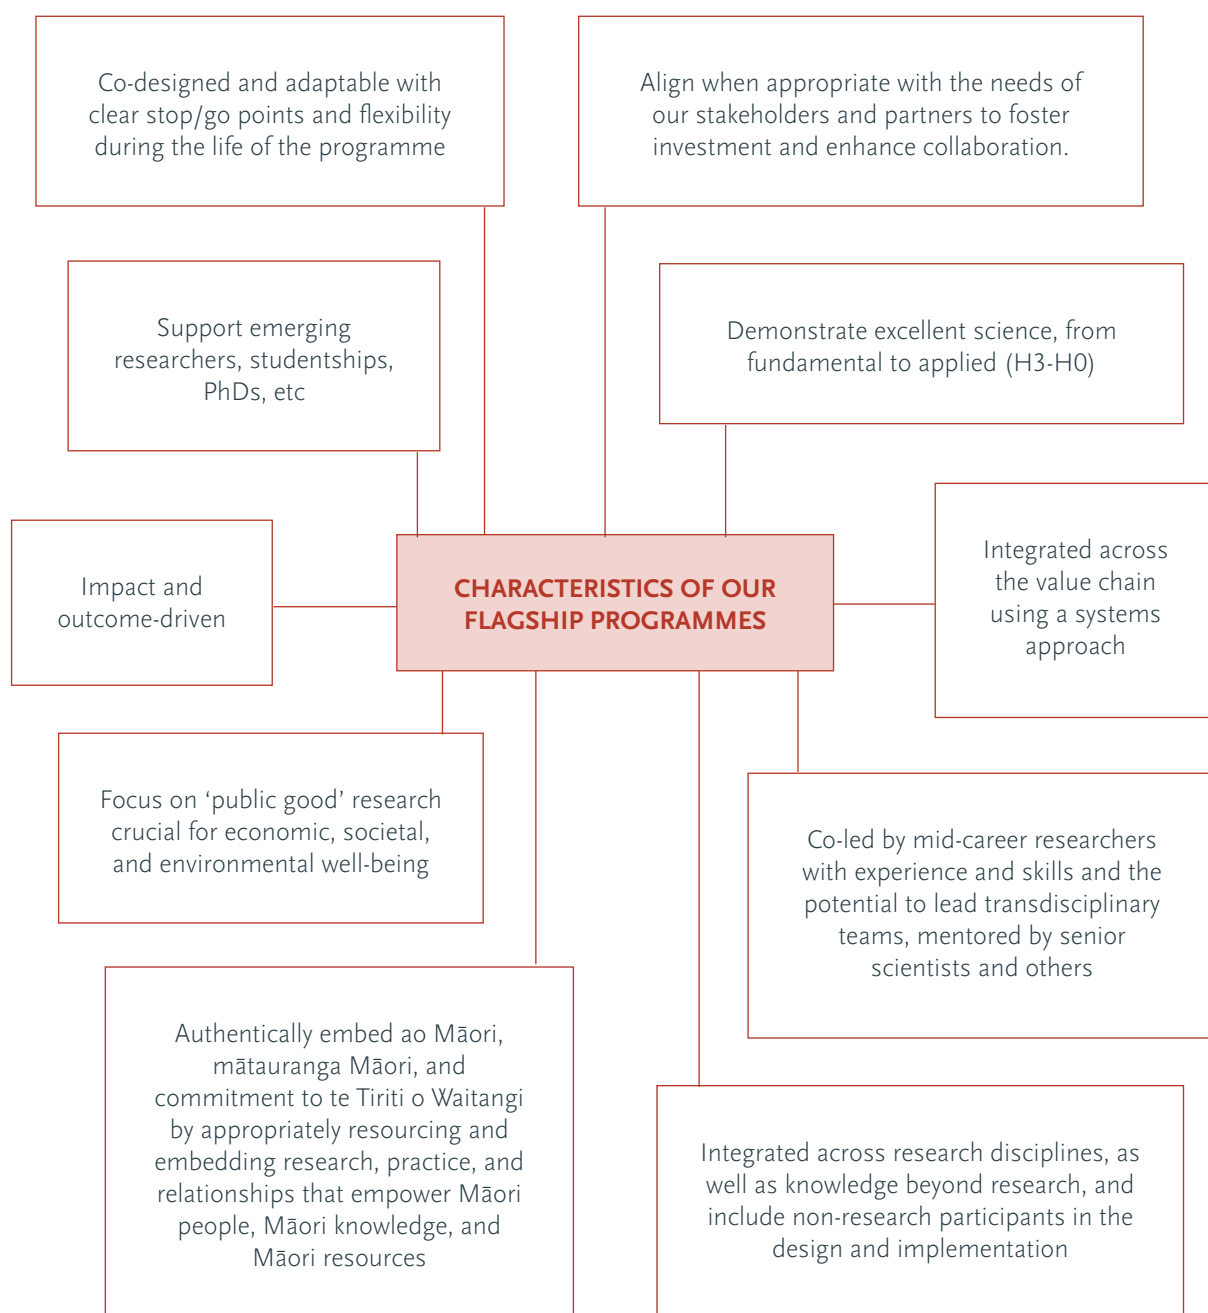 Co-designed and adaptable with
clear stop/go points and flexibility
during the life of the programme
Align when appropriate with the needs of
our stakeholders and partners to foster
investment and enhance collaboration.
Support emerging
researchers, studentships,
PhDs, etc
Demonstrate excellent science, from
fundamental to applied (H3-H0)
Impact and
outcome-driven
CHARACTERISTICS OF OUR
FLAGSHIP PROGRAMMES
Integrated across
the value chain
using a systems
approach
Focus on ‘public good’ research
crucial for economic, societal,
and environmental well-being
Co-led by mid-career researchers
with experience and skills and the
potential to lead transdisciplinary
teams, mentored by senior
scientists and others
Authentically embed ao Māori,
mātauranga Māori, and
commitment to te Tiriti o Waitangi
by appropriately resourcing and
embedding research, practice, and
relationships that empower Māori
people, Māori knowledge, and
Māori resources
Integrated across research disciplines, as
well as knowledge beyond research, and
include non-research participants in the
design and implementation